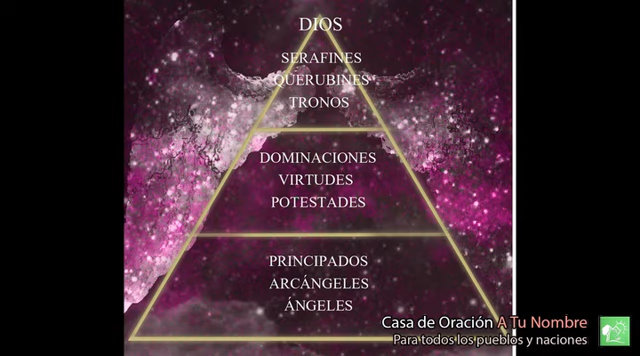 DIOS
SERAFINES
QUERUBINES
TRONOS
DOMINACIONES
VIRTUDES
POTESTADES
PRINCIPADOS
ARCÁNGELES
ÁNGELES
Casa de Oración A Tu Nombre
Para todos los pueblos y naciones